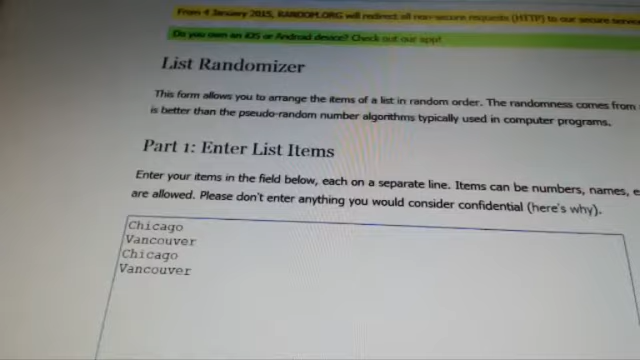 From 4 January 2015, RANDOM.ORG will redirect all non-secure requests (HTTP) to our secure
Do you own an iOS or Android device? Check out our app!
List Randomizer
This form allows you to arrange the items of a list in random order. The randomness comes from
is better than the pseudo-random number algorithms typically used in computer programs.
Part 1: Enter List Items
Enter your items in the field below, each on a separate line. Items can be numbers, names, e
are allowed. Please don't enter anything you would consider confidential (here's why).
Chicago
Vancouver
Chicago
Vancouver